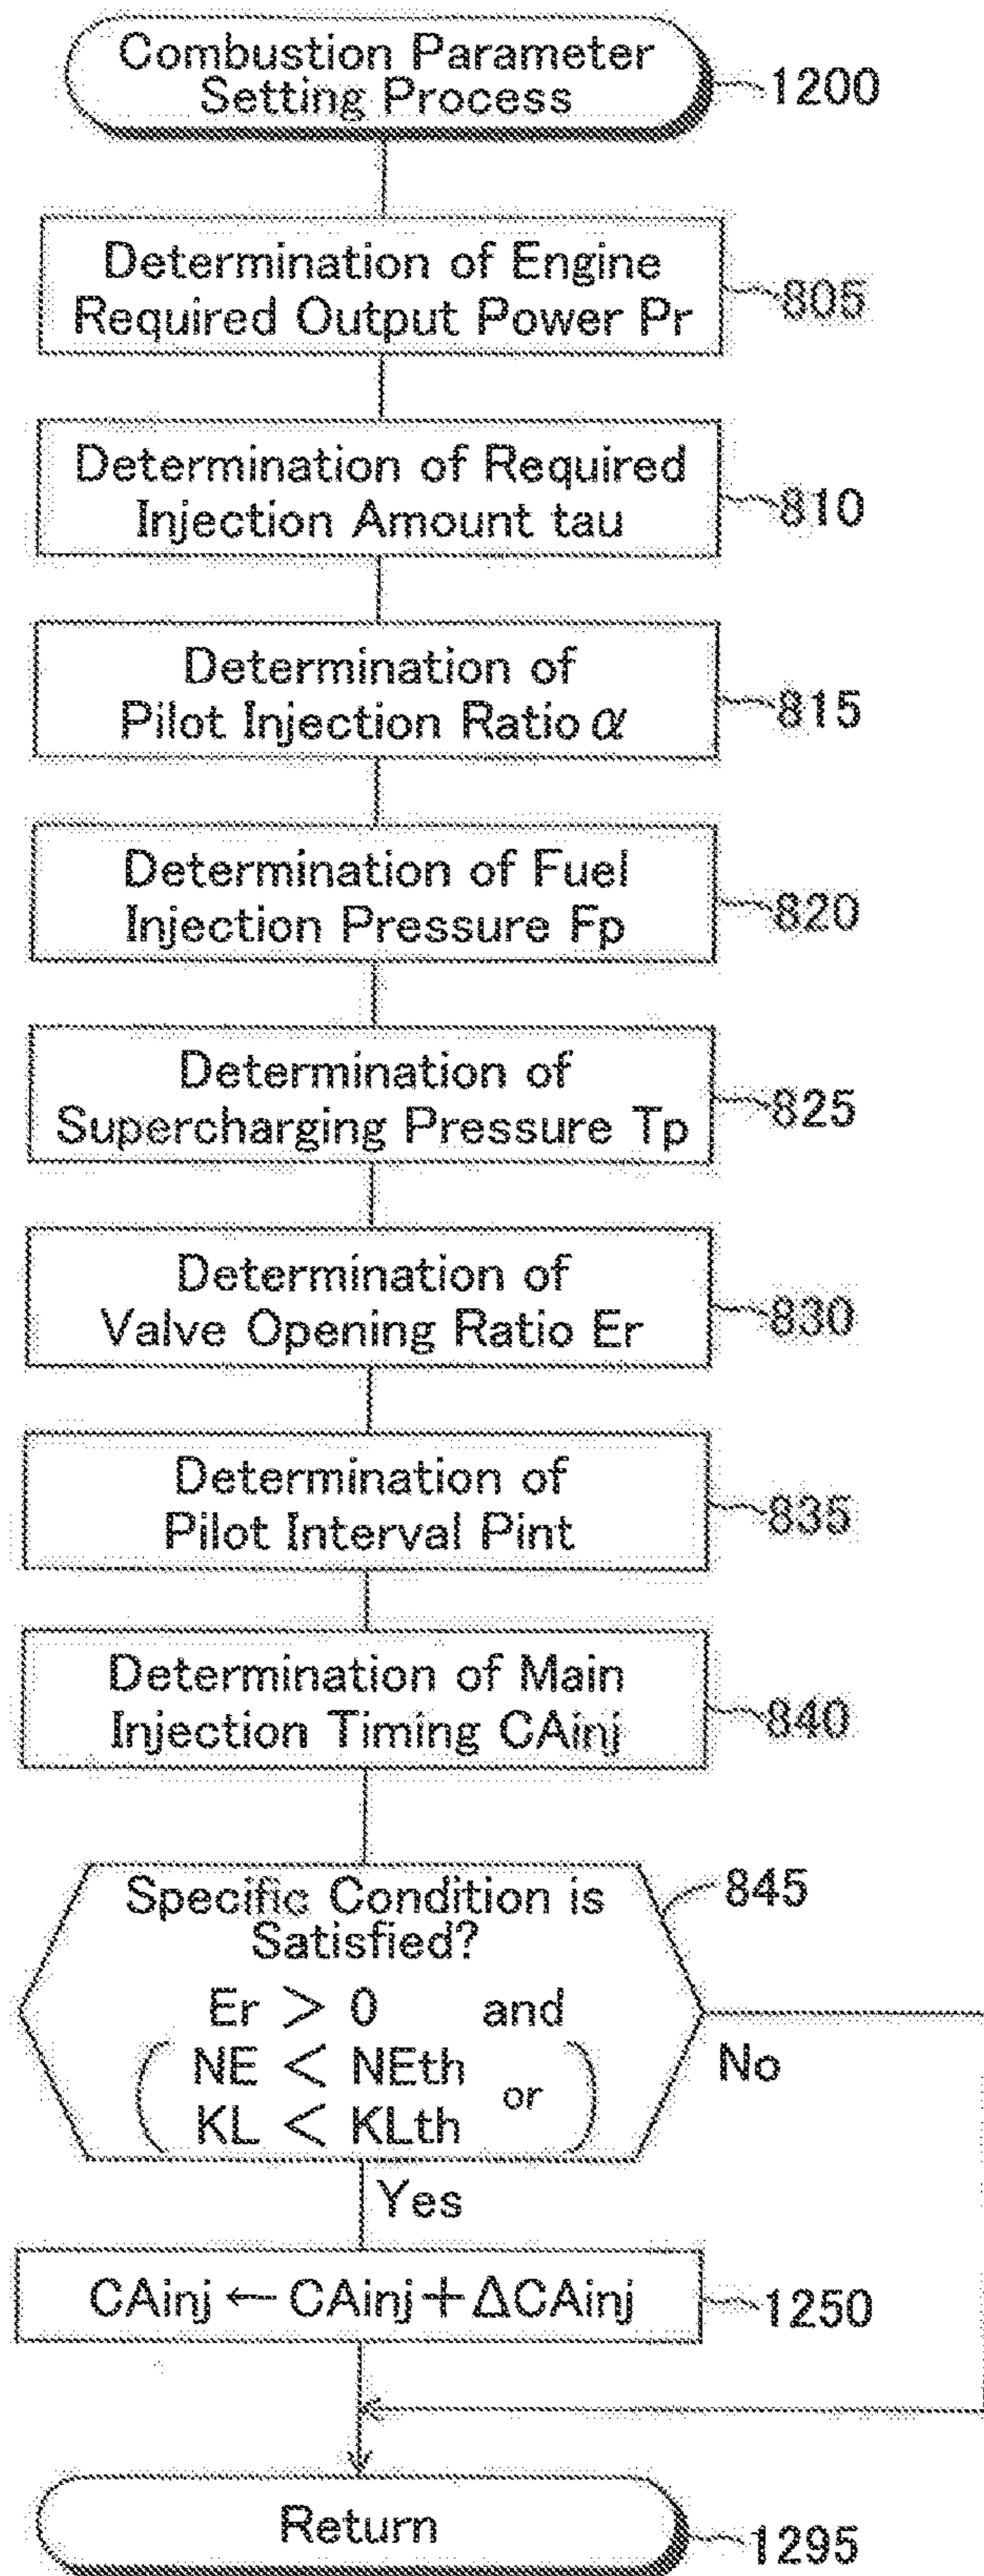 Combustion Parameter
Setting Process
1200
Determination of Engine
Required Output Power Pr
805
Determination of Required
Injection Amount tau
810
Determination of
Pilot Injection Ratio α
815
Determination of Fuel
Injection Pressure Fp
820
Determination of
Supercharging Pressure Tp
825
Determination of
Valve Opening Ratio Er
830
Determination of
Pilot Interval Pint
835
Determination of Main
Injection Timing CAinj
840
Specific Condition is
Satisfied?
845
Er > 0 and
( NE < NEth or
KL < KLth )
No
Yes
CAinj ← CAinj + ΔCAinj
1250
Return
1295